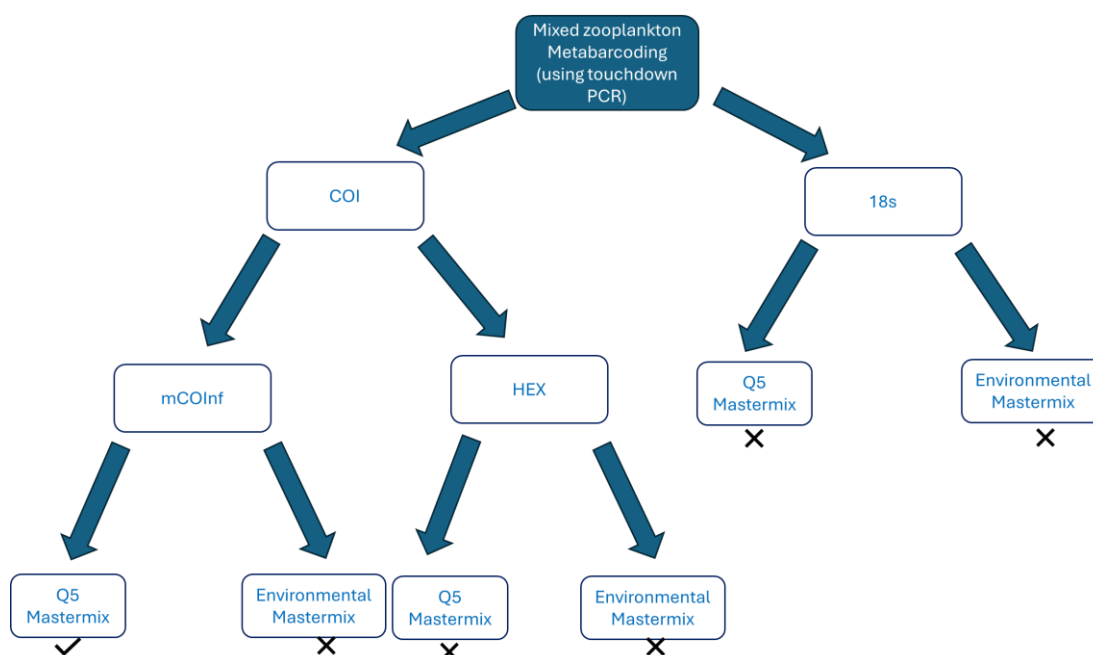 Mixed zooplankton
Metabarcoding
(using touchdown
PCR)
COI
18s
mCOInf
HEX
Q5
Mastermix
Environmental
Mastermix
Q5
Mastermix
Environmental
Mastermix
Q5
Mastermix
Environmental
Mastermix